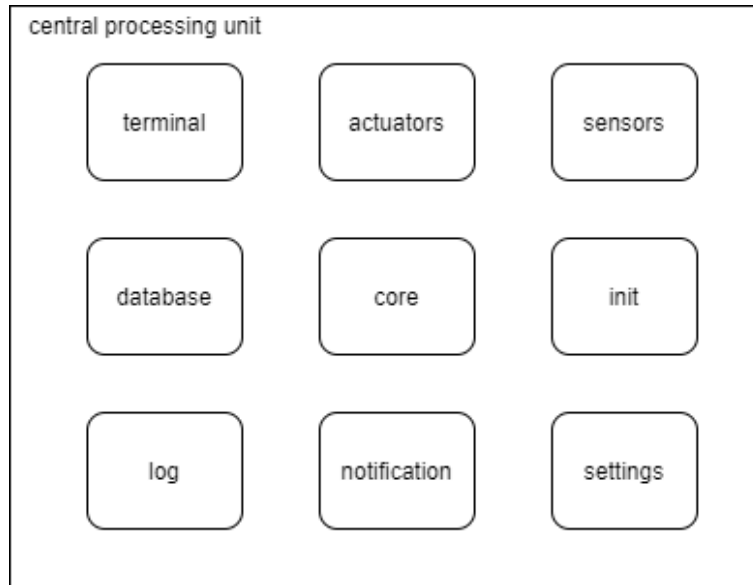 central processing unit
terminal
actuators
sensors
database
core
init
log
notification
settings